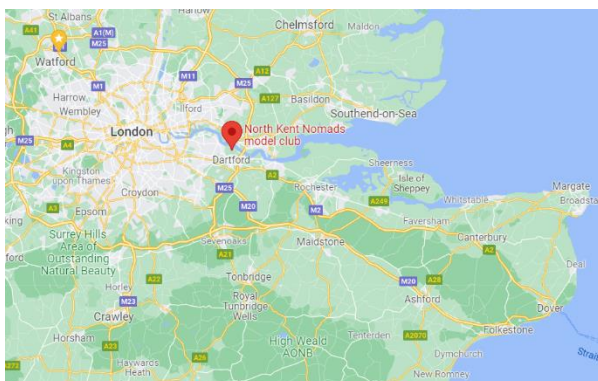 St Albans
Harlow
Chelmsford
Maldon
A41
A1(M)
M25
Watford
M1
M11
M25
A12
Harrow
Wembley
Ilford
A127
Basildon
Southend-on-Sea
M25
A4
London
North Kent Nomads
model club
Dartford
A2
Kingston
upon Thames
Croydon
M25
Rochester
Sheerness
Isle of
Sheppey
Margate
Broadsta
A3
Epsom
M20
M2
A249
Whitstable
Faversham
Canterbury
A2
Surrey Hills
Area of
Outstanding
Natural Beauty
Sevenoaks
A21
Maidstone
Deal
Horley
A22
Tonbridge
M20
A28
Ashford
Dover
M23
Crawley
Royal
Tunbridge
Wells
Folkestone
Horsham
A23
High Weald
AONB
Tenterden
A2070
Dymchurch
Strai
A272
Haywards
Heath
A26
New Romney